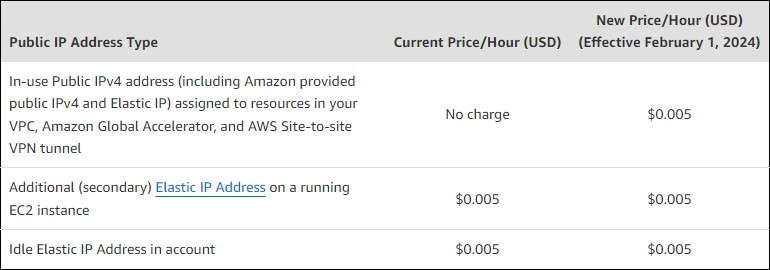 Public IP Address Type
Current Price/Hour (USD)
New Price/Hour (USD)
(Effective February 1, 2024)
In-use Public IPv4 address (including Amazon provided
public IPv4 and Elastic IP) assigned to resources in your
VPC, Amazon Global Accelerator, and AWS Site-to-site
VPN tunnel
No charge
$0.005
Additional (secondary) Elastic IP Address on a running
EC2 instance
$0.005
$0.005
Idle Elastic IP Address in account
$0.005
$0.005